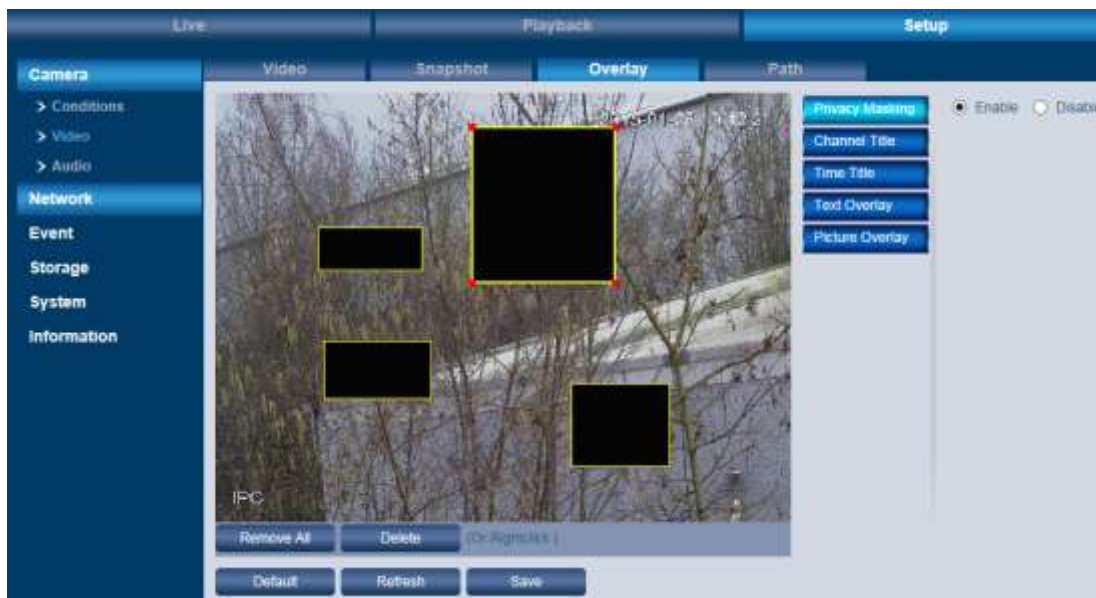 Live Playback Setup
Camera
Video Snapshot Overlay Path
> Conditions
> Video
> Audio
Network
Event
Storage
System
Information
Privacy Masking
Enable
Channel Title
Time Title
Text Overlay
Picture Overlay
IPC
Remove All Delete
Default Refresh Save